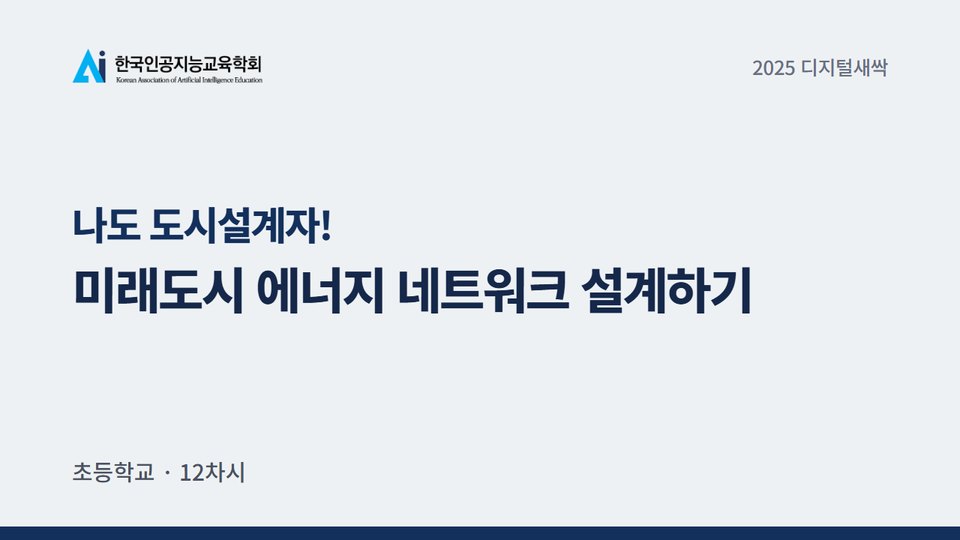 Ai 한국인공지능교육학회
Korean Association of Artificial Intelligence Education
2025 디지털새싹
나도 도시설계자!
미래도시 에너지 네트워크 설계하기
초등학교 · 12차시